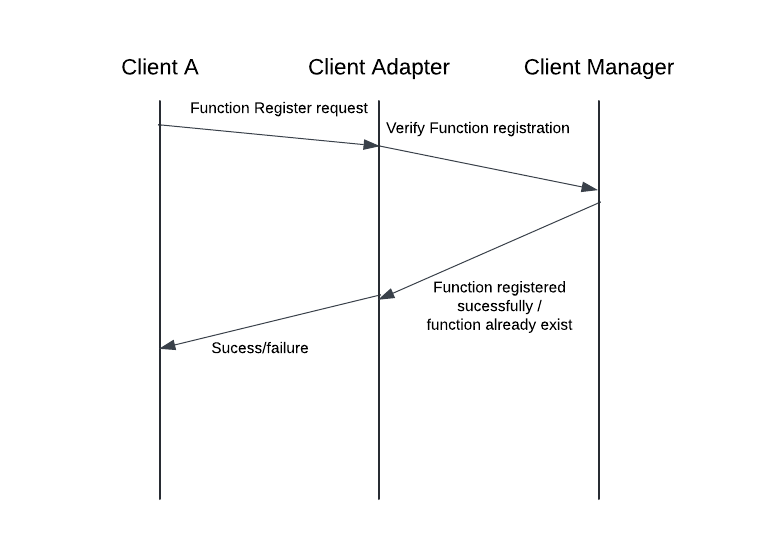 Client A
Client Adapter
Client Manager
Function Register request
Verify Function registration
Function registered
sucessfully /
function already exist
Sucess/failure